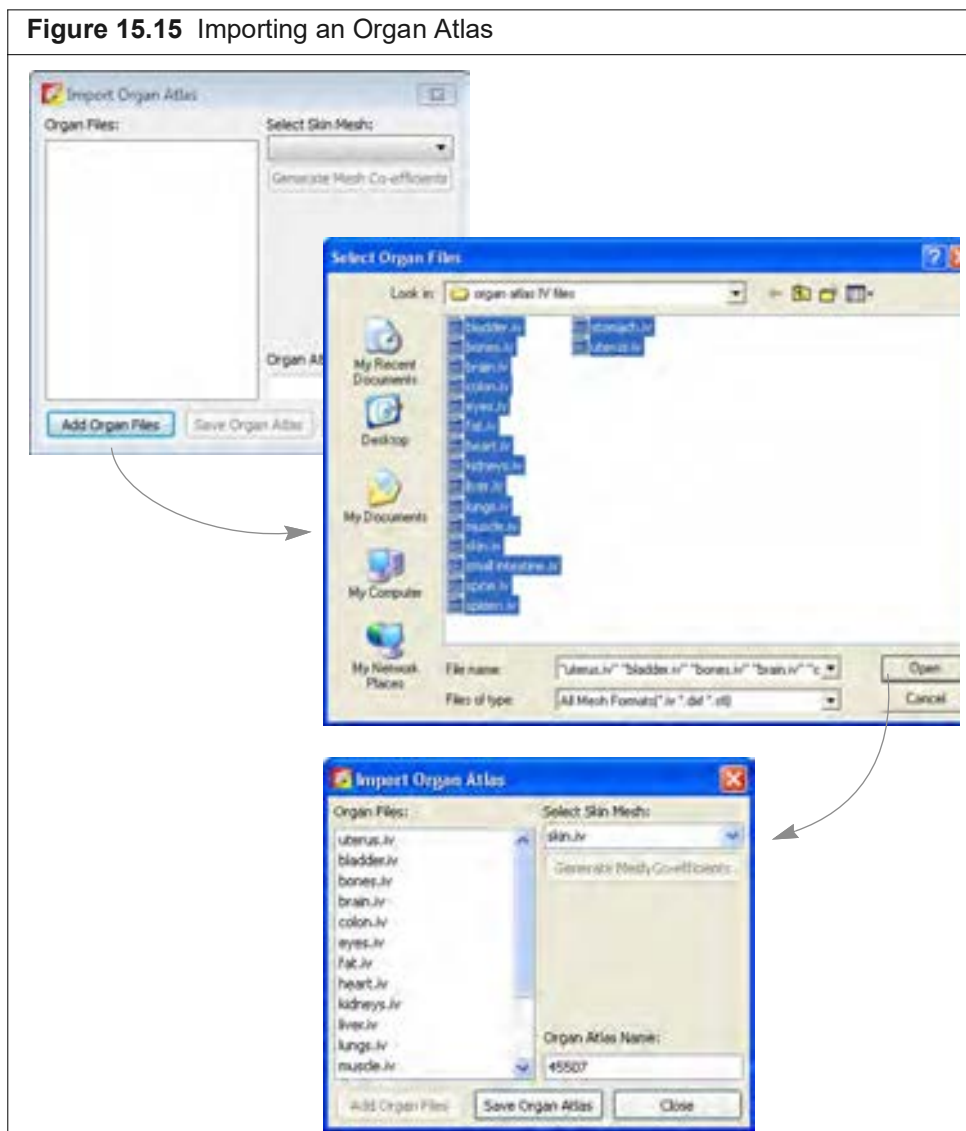 Figure 15.15 Importing an Organ Atlas
Import Organ Atlas
Organ Files:
Select Skin Mesh:
Generate Mesh Co-efficients
Organ At
Add Organ Files
Save Organ Atlas
Select Organ Files
Look in:
organ atlas IV files
My Recent Documents
Desktop
My Documents
My Computer
My Network Places
bladder.iv
bones.iv
brain.iv
colon.iv
eyes.iv
fat.iv
heart.iv
kidneys.iv
liver.iv
lungs.iv
muscle.iv
skin.iv
small intestine.iv
spine.iv
spleen.iv
stomach.iv
uterus.iv
File name:
"uterus.iv" "bladder.iv" "bones.iv" "brain.iv" "c
Open
Files of type:
All Mesh Formats(*.iv *.dxf *.stl)
Cancel
Import Organ Atlas
Organ Files:
Select Skin Mesh:
uterus.iv
bladder.iv
bones.iv
brain.iv
colon.iv
eyes.iv
fat.iv
heart.iv
kidneys.iv
liver.iv
lungs.iv
muscle.iv
skin.iv
Generate Mesh Co-efficients
Organ Atlas Name:
45507
Add Organ Files
Save Organ Atlas
Close